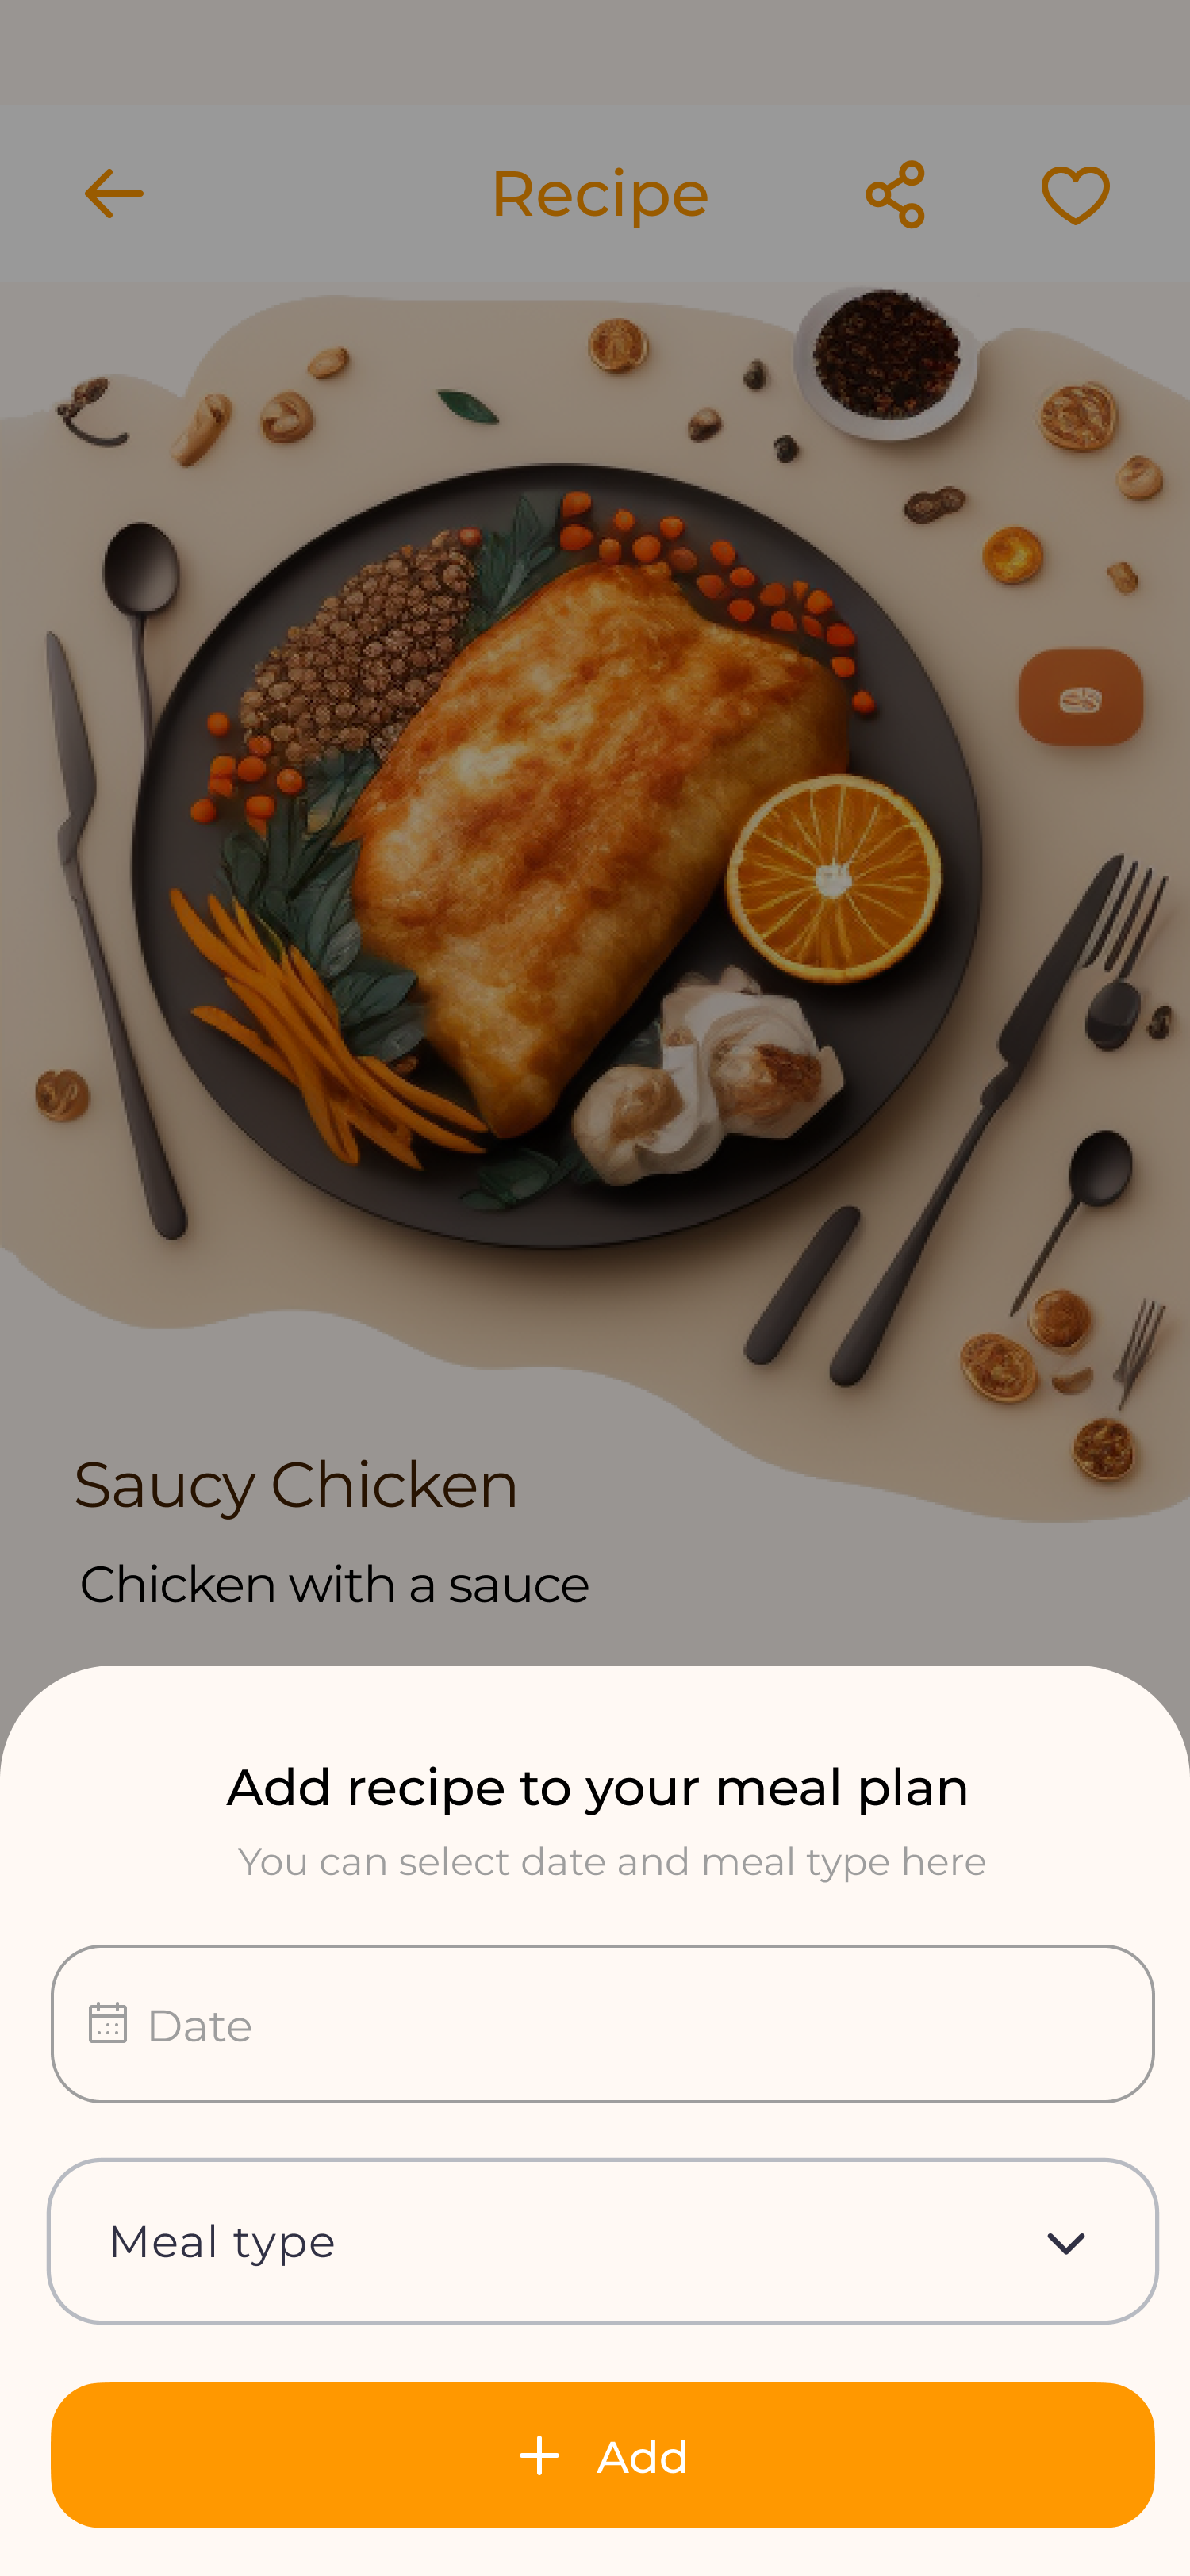 Recipe
Saucy Chicken
Chicken with a sauce
Add recipe to your meal plan
You can select date and meal type here
Date
Meal type
Add